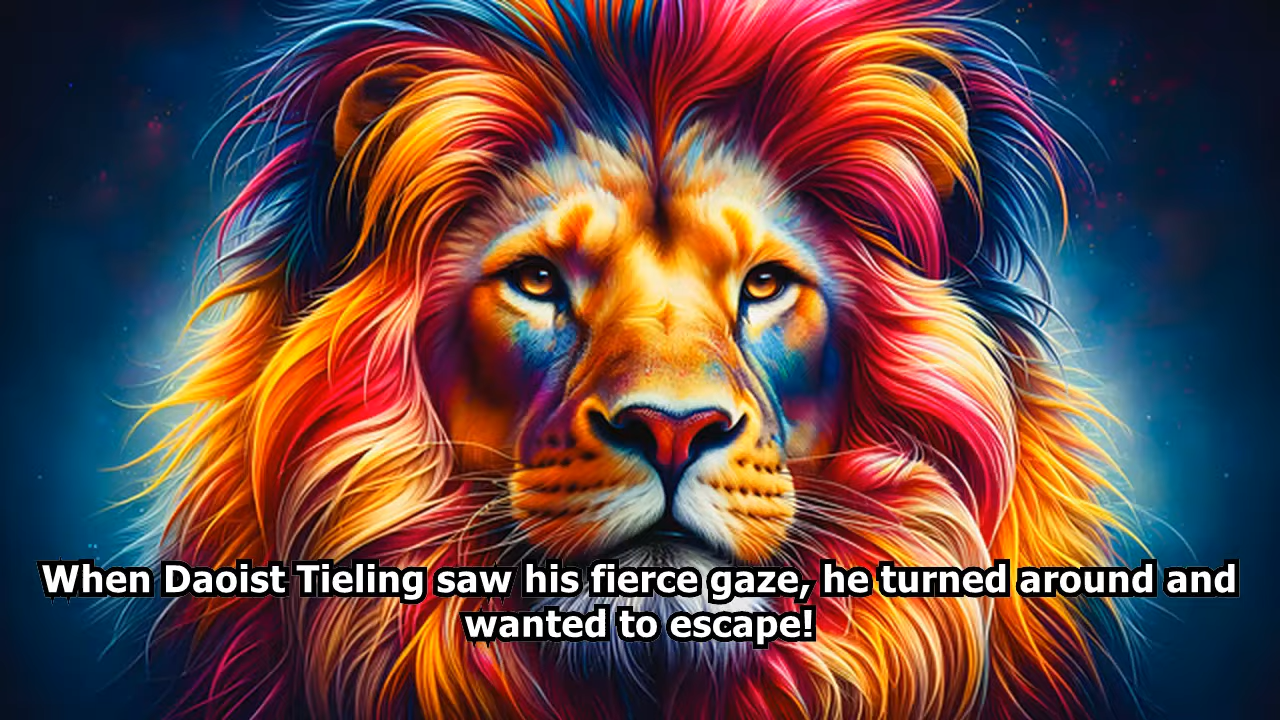 When Daoist Tieling saw his fierce gaze, he turned around and
wanted to escape!